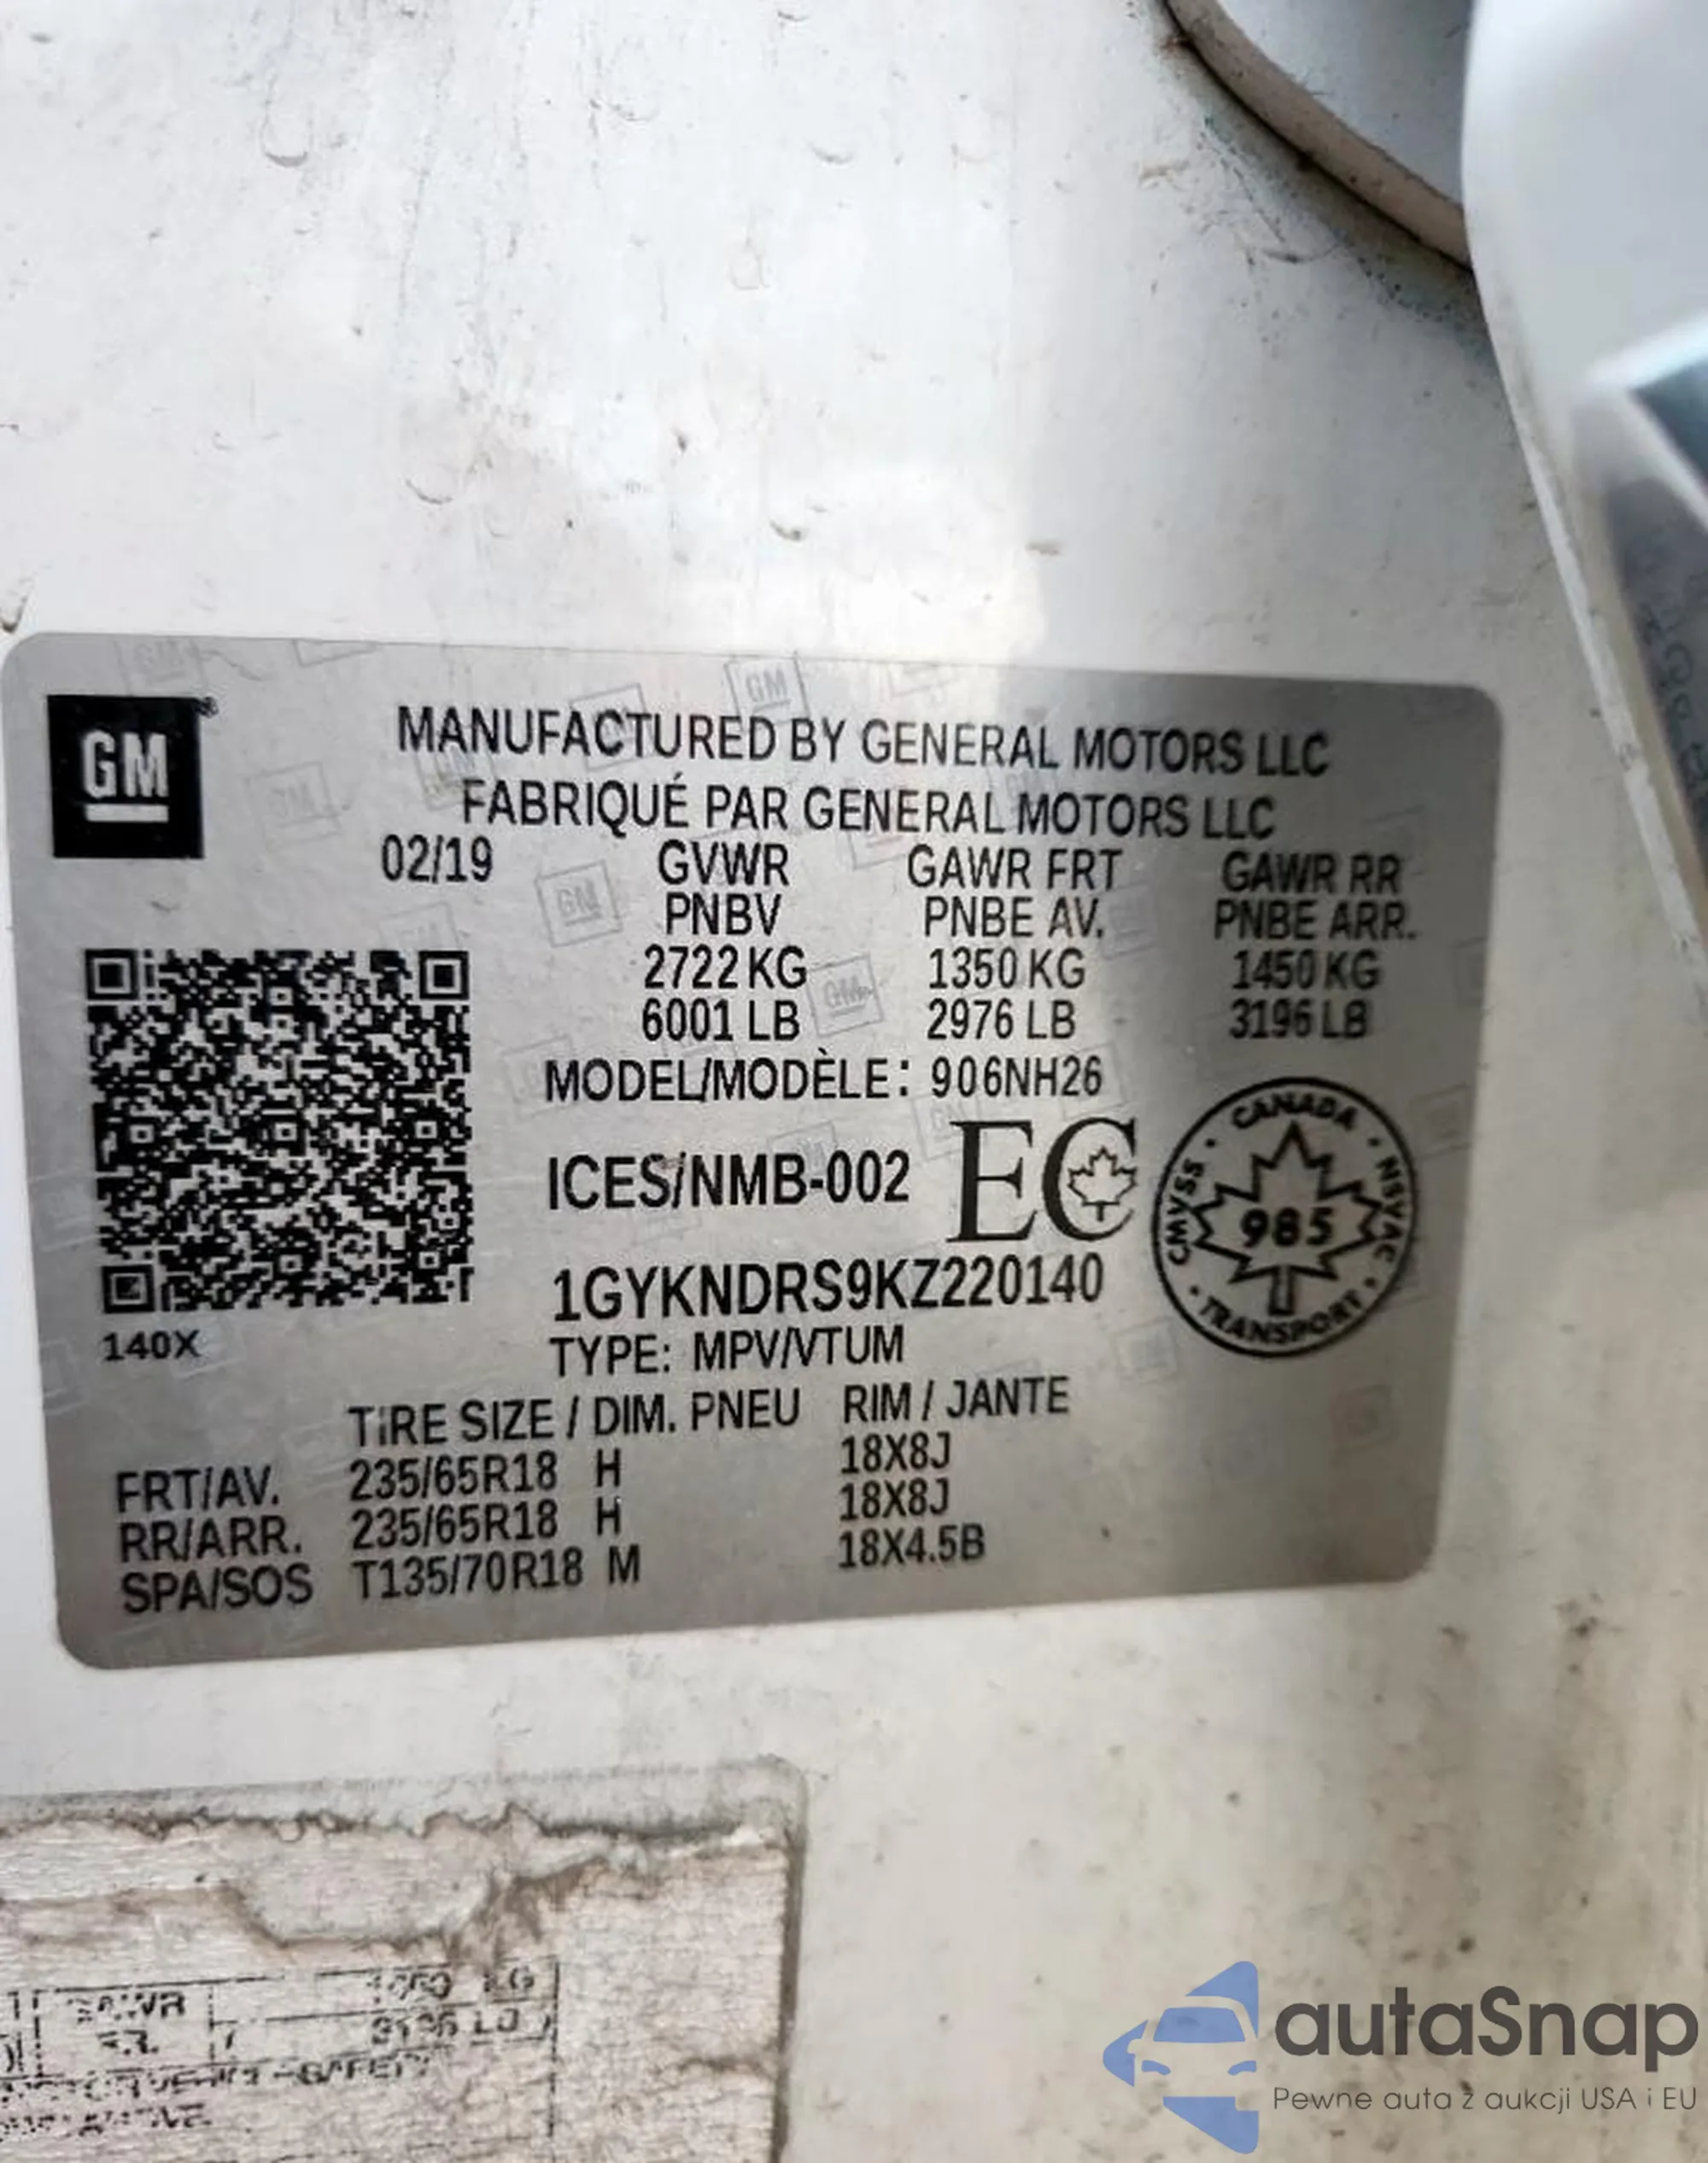 GM
MANUFACTURED BY GENERAL MOTORS LLC
FABRIQUÉ PAR GENERAL MOTORS LLC
02/19 GVWR GAWR FRT GAWR RR
PNBV PNBE AV. PNBE ARR.
2722 KG 1350 KG 1450 KG
6001 LB 2976 LB 3196 LB
MODEL/MODÈLE: 906NH26
ICES/NMB-002 EC
CANADA
CMVSS 985 NSVAC
TRANSPORT
1GYKNDRS9KZ220140
140X
TYPE: MPV/VTUM
TIRE SIZE / DIM. PNEU RIM / JANTE
FRT/AV. 235/65R18 H 18X8J
RR/ARR. 235/65R18 H 18X8J
SPA/SOS T135/70R18 M 18X4.5B
autaSnap
Pewne auta z aukcji USA i EU